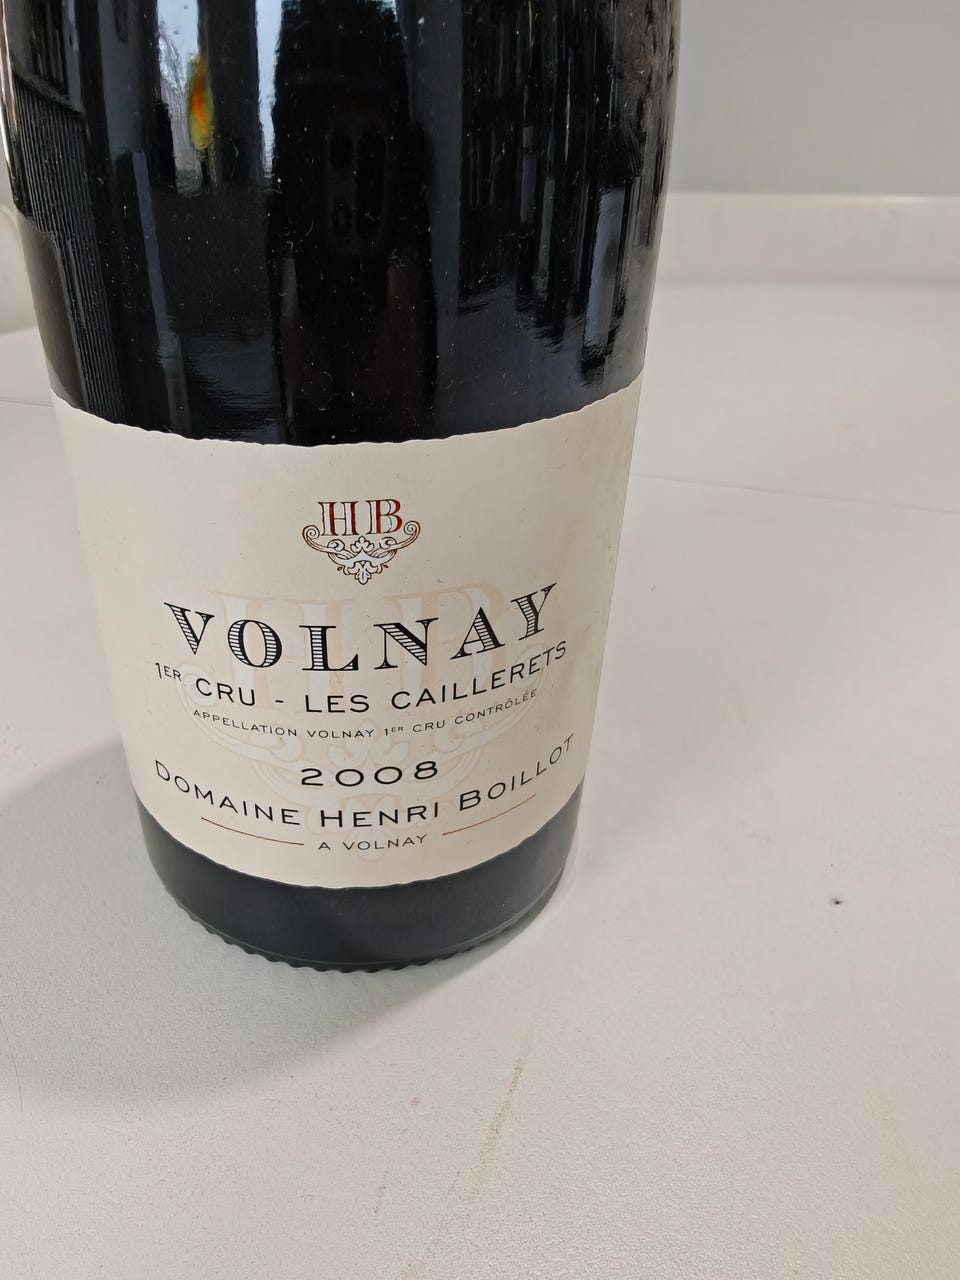 HB
VOLNAY
1ER CRU - LES CAILLERETS
APPELLATION VOLNAY 1ER CRU CONTRÔLÉE
2008
DOMAINE HENRI BOILLOT
A VOLNAY